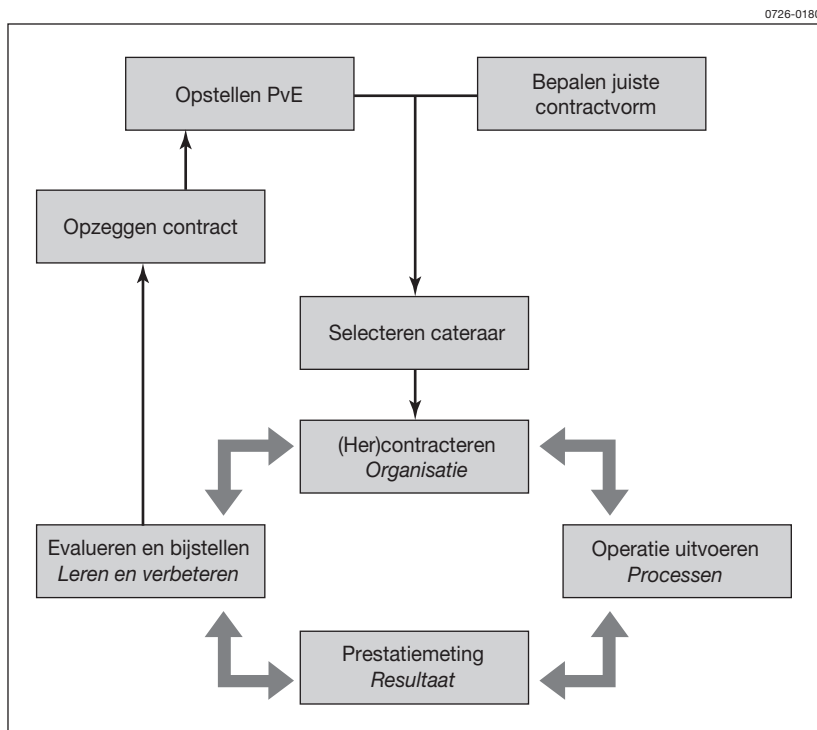 0726-0180
Opstellen PvE
Bepalen juiste
contractvorm
Opzeggen contract
Selecteren cateraar
(Her)contracteren
Organisatie
Evalueren en bijstellen
Leren en verbeteren
Operatie uitvoeren
Processen
Prestatiemeting
Resultaat